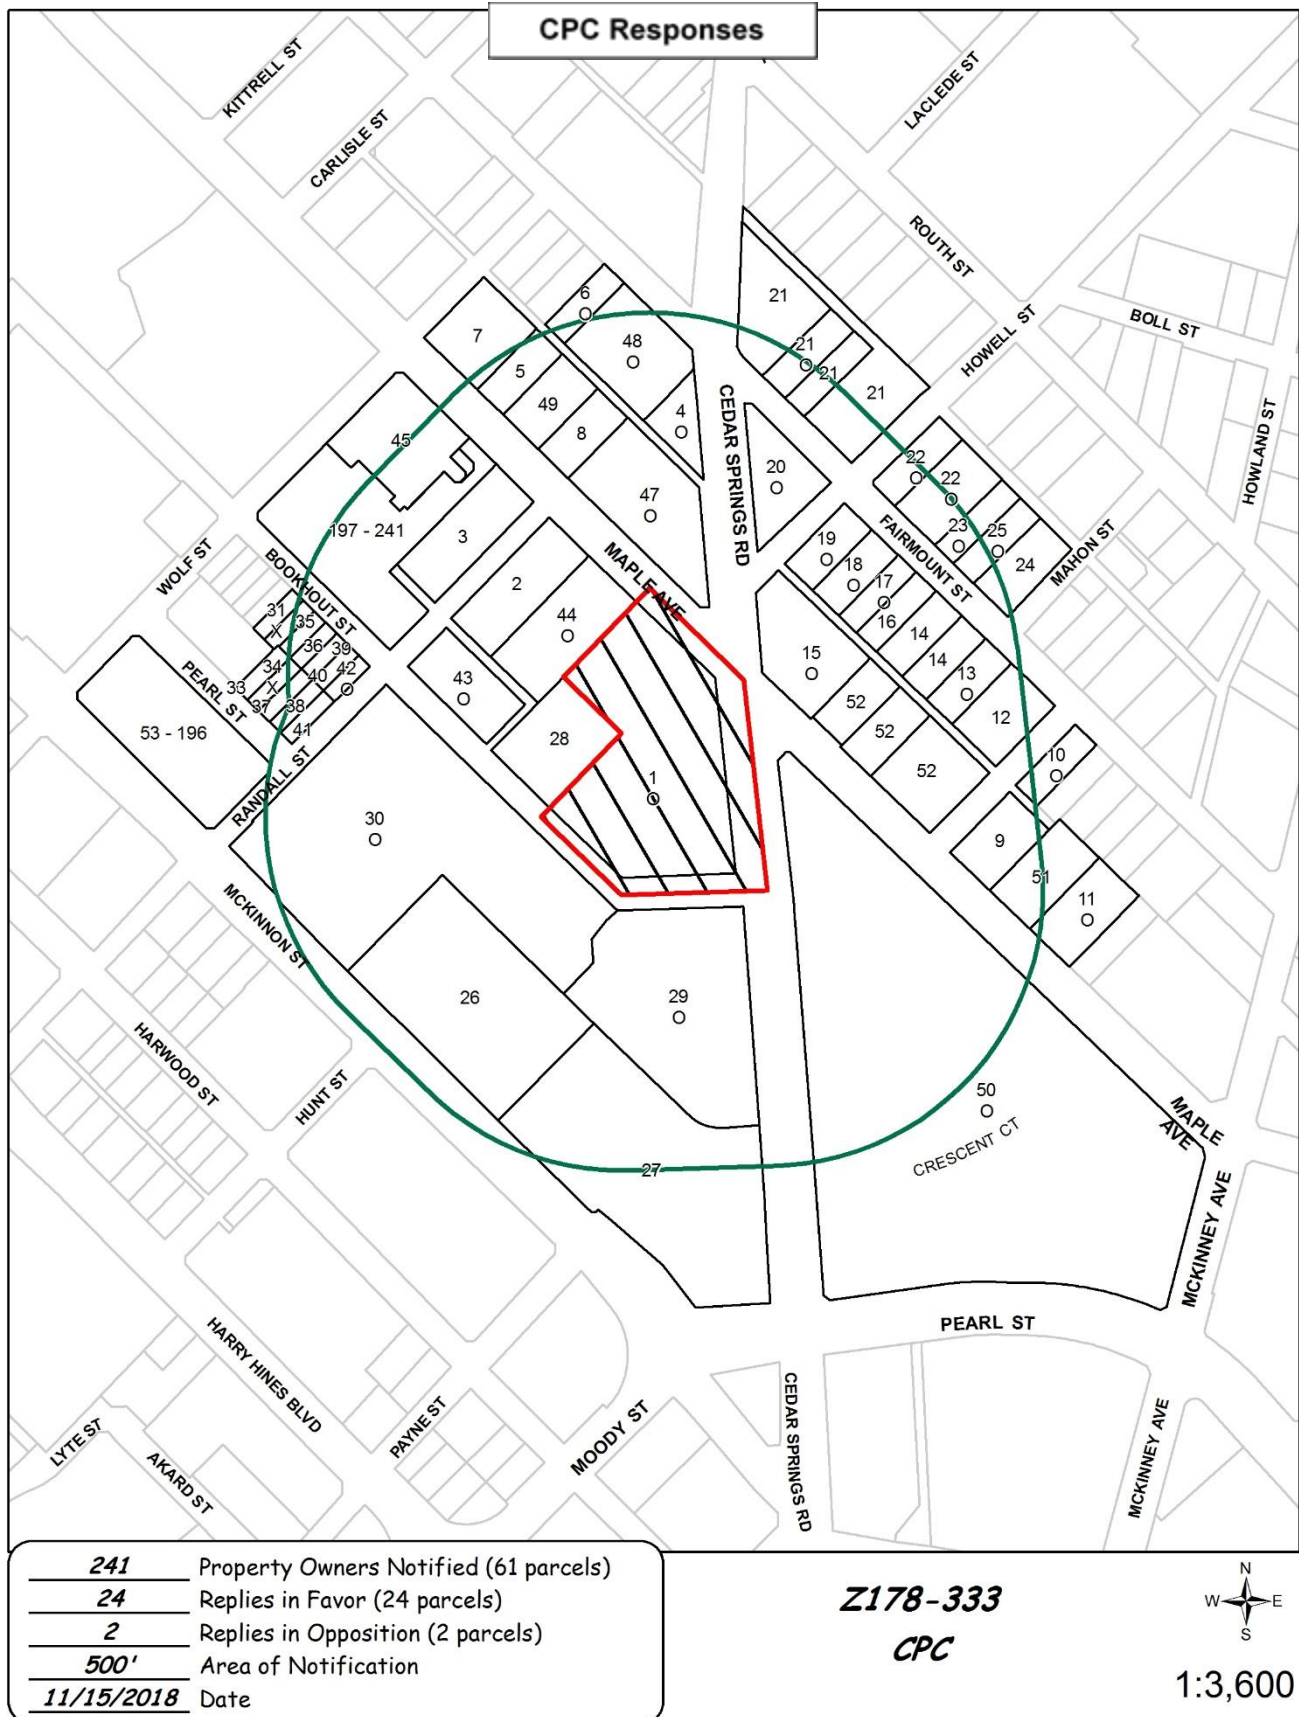 CPC Responses
KITTRELL ST
LACLEDE ST
CARLISLE ST
ROUTH ST
6
O
21
7
48
O
HOWELL ST
BOLL ST
5
21
O
21
21
49
4
O
CEDAR SPRINGS RD
HOWLAND ST
45
8
22
O
22
O
20
O
47
O
197 - 241
3
FAIRMOUNT ST
23
O
25
O
24
MAHON ST
WOLF ST
BOOKHOUT ST
2
MAPLE AVE
19
O
18
O
17
O
16
31
X
35
44
O
14
14
36
39
15
O
13
O
PEARL ST
34
X
40
42
O
43
O
33
37
38
52
12
41
53 - 196
28
52
RANDALL ST
52
10
O
1
O
30
O
9
51
11
O
MCKINNON ST
26
29
O
HARWOOD ST
HUNT ST
50
O
CRESCENT CT
MAPLE
AVE
27
MCKINNEY AVE
PEARL ST
HARRY HINES BLVD
CEDAR SPRINGS RD
PAYNE ST
MOODY ST
MCKINNEY AVE
LYTE ST
AKARD ST
241 Property Owners Notified (61 parcels)
24 Replies in Favor (24 parcels)
2 Replies in Opposition (2 parcels)
500' Area of Notification
11/15/2018 Date
Z178-333
CPC
N
W E
S
1:3,600